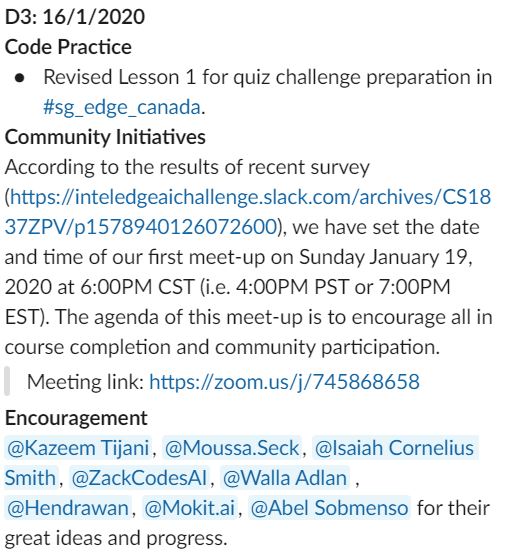 D3: 16/1/2020
Code Practice
● Revised Lesson 1 for quiz challenge preparation in
#sg_edge_canada.
Community Initiatives
According to the results of recent survey
(https://inteledgeaichallenge.slack.com/archives/CS18
37ZPV/p1578940126072600), we have set the date
and time of our first meet-up on Sunday January 19,
2020 at 6:00PM CST (i.e. 4:00PM PST or 7:00PM
EST). The agenda of this meet-up is to encourage all in
course completion and community participation.
Meeting link: https://zoom.us/j/745868658
Encouragement
@Kazeem Tijani, @Moussa.Seck, @Isaiah Cornelius
Smith, @ZackCodesAI, @Walla Adlan ,
@Hendrawan, @Mokit.ai, @Abel Sobmenso for their
great ideas and progress.